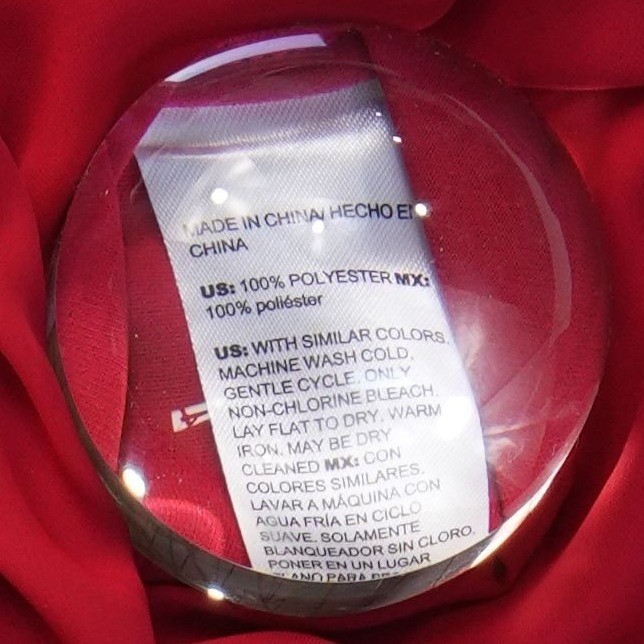 MADE IN CHINA/ HECHO EN
CHINA
US: 100% POLYESTER MX:
100% poliéster
US: WITH SIMILAR COLORS.
MACHINE WASH COLD,
GENTLE CYCLE. ONLY
NON-CHLORINE BLEACH.
LAY FLAT TO DRY. WARM
IRON. MAY BE DRY
CLEANED MX: CON
COLORES SIMILARES.
LAVAR A MÁQUINA CON
AGUA FRÍA EN CICLO
SUAVE. SOLAMENTE
BLANQUEADOR SIN CLORO.
PONER EN UN LUGAR
PLANO PARA